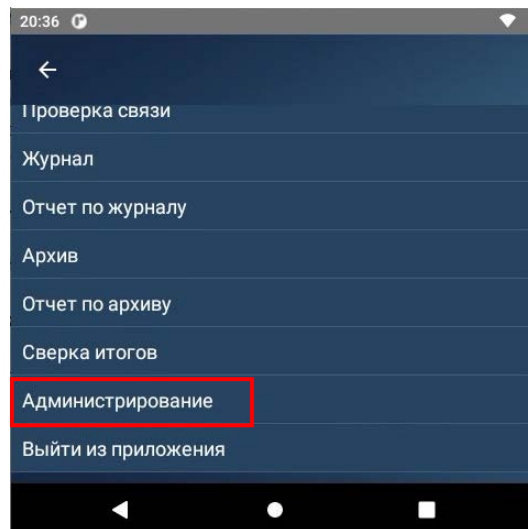 20:36
Проверка связи
Журнал
Отчет по журналу
Архив
Отчет по архиву
Сверка итогов
Администрирование
Выйти из приложения